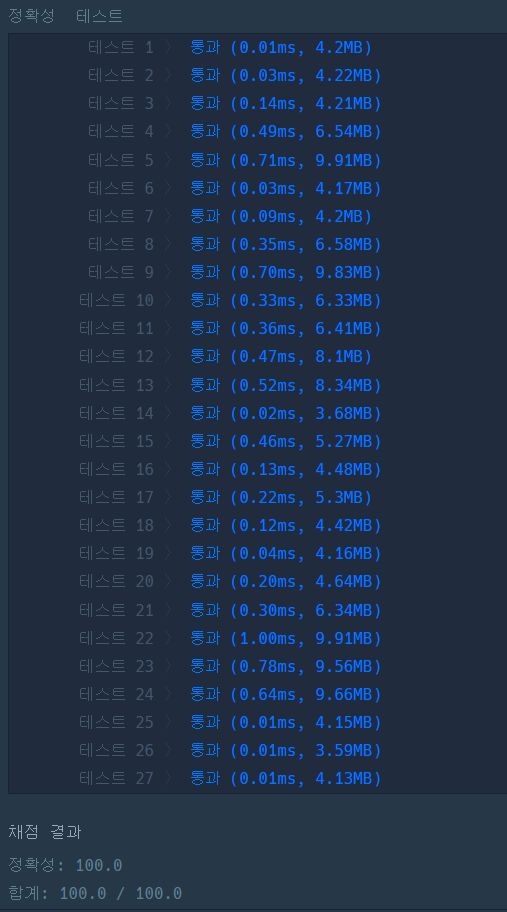 정확성 테스트
테스트 1 〉 통과 (0.01ms, 4.2MB)
테스트 2 〉 통과 (0.03ms, 4.22MB)
테스트 3 〉 통과 (0.14ms, 4.21MB)
테스트 4 〉 통과 (0.49ms, 6.54MB)
테스트 5 〉 통과 (0.71ms, 9.91MB)
테스트 6 〉 통과 (0.03ms, 4.17MB)
테스트 7 〉 통과 (0.09ms, 4.2MB)
테스트 8 〉 통과 (0.35ms, 6.58MB)
테스트 9 〉 통과 (0.70ms, 9.83MB)
테스트 10 〉 통과 (0.33ms, 6.33MB)
테스트 11 〉 통과 (0.36ms, 6.41MB)
테스트 12 〉 통과 (0.47ms, 8.1MB)
테스트 13 〉 통과 (0.52ms, 8.34MB)
테스트 14 〉 통과 (0.02ms, 3.68MB)
테스트 15 〉 통과 (0.46ms, 5.27MB)
테스트 16 〉 통과 (0.13ms, 4.48MB)
테스트 17 〉 통과 (0.22ms, 5.3MB)
테스트 18 〉 통과 (0.12ms, 4.42MB)
테스트 19 〉 통과 (0.04ms, 4.16MB)
테스트 20 〉 통과 (0.20ms, 4.64MB)
테스트 21 〉 통과 (0.30ms, 6.34MB)
테스트 22 〉 통과 (1.00ms, 9.91MB)
테스트 23 〉 통과 (0.78ms, 9.56MB)
테스트 24 〉 통과 (0.64ms, 9.66MB)
테스트 25 〉 통과 (0.01ms, 4.15MB)
테스트 26 〉 통과 (0.01ms, 3.59MB)
테스트 27 〉 통과 (0.01ms, 4.13MB)
채점 결과
정확성: 100.0
합계: 100.0 / 100.0